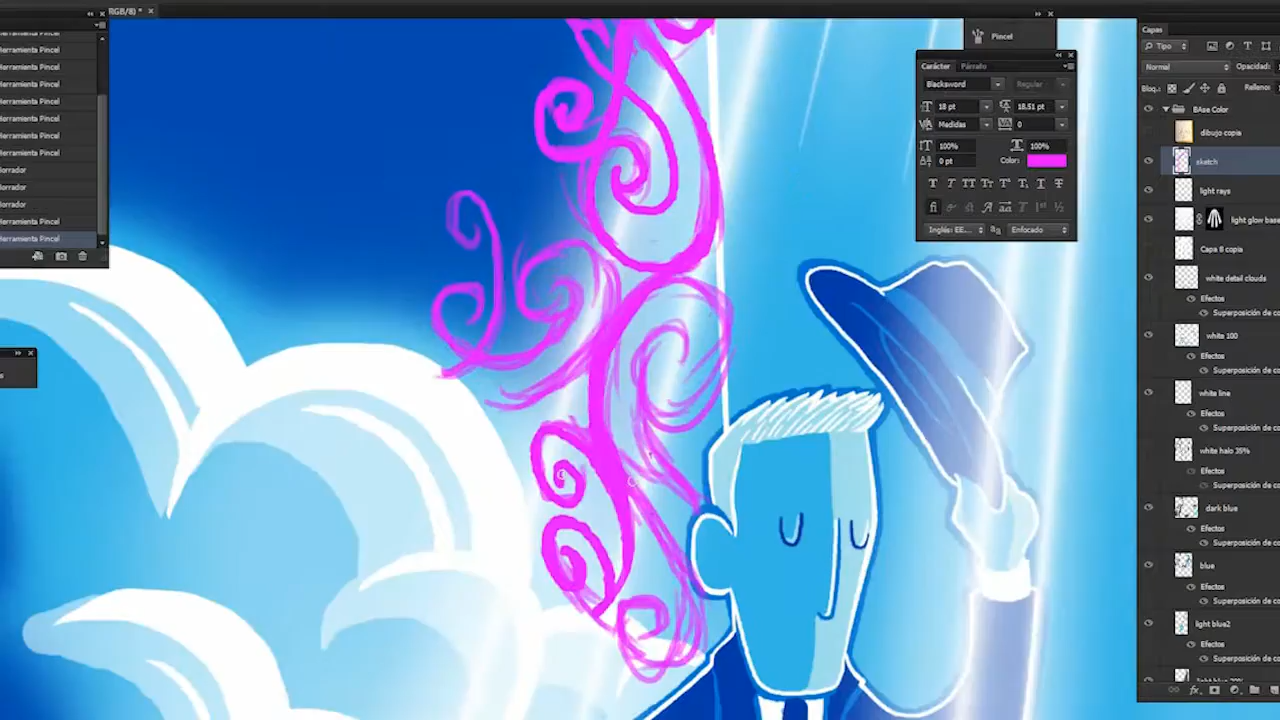 RGB/8) *
Herramienta Pincel
Herramienta Pincel
Herramienta Pincel
Herramienta Pincel
Herramienta Pincel
Herramienta Pincel
Herramienta Pincel
Herramienta Pincel
Borrador
Borrador
Borrador
Herramienta Pincel
Herramienta Pincel
Pincel
Carácter Párrafo
Blacksword Regular
18 pt 18,51 pt
Medidas 0
100% 100%
0 pt Color:
Inglés: EE... Enfocado
Capas
Tipo
Normal Opacidad:
Bloq.: Relleno:
BAse Color
dibujo copia
sketch
light rays
light glow base
Capa 8 copia
white detail clouds
Efectos
Superposición de co
white 100
Efectos
Superposición de co
white line
Efectos
Superposición de co
white halo 35%
Efectos
Superposición de co
dark blue
Efectos
Superposición de co
blue
Efectos
Superposición de co
light blue2
Efectos
Superposición de co